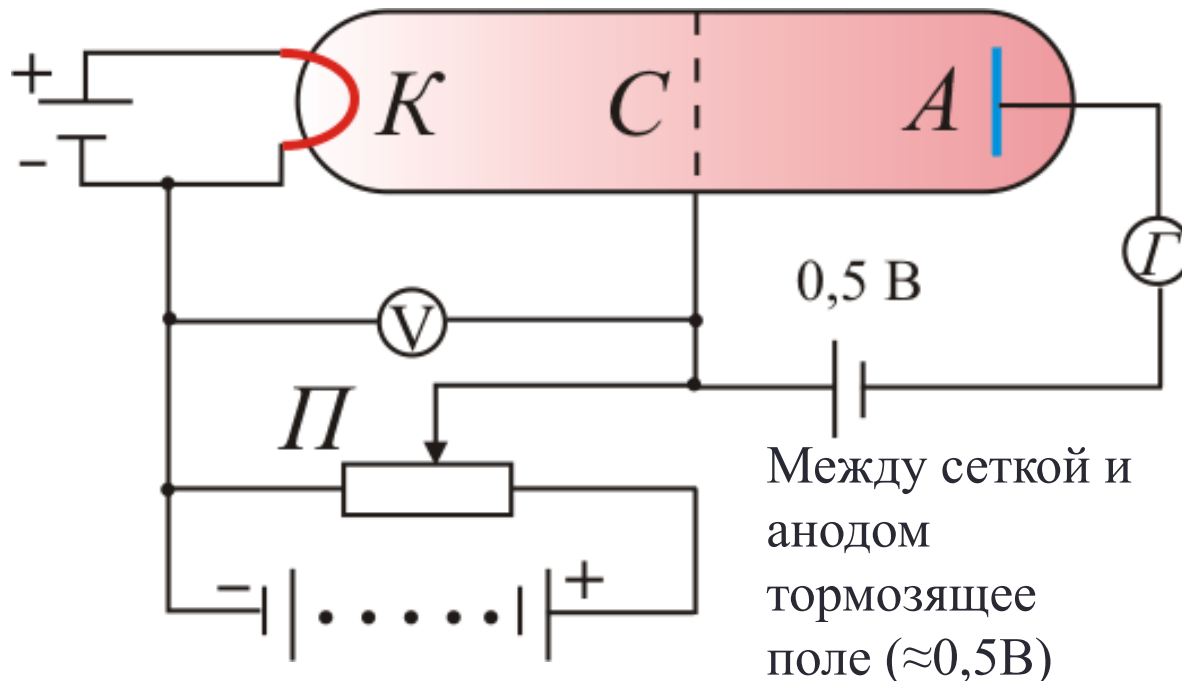 +
-
К
С
А
Г
0,5 В
V
П
Между сеткой и
анодом
тормозящее
поле (≈0,5В)
−
+